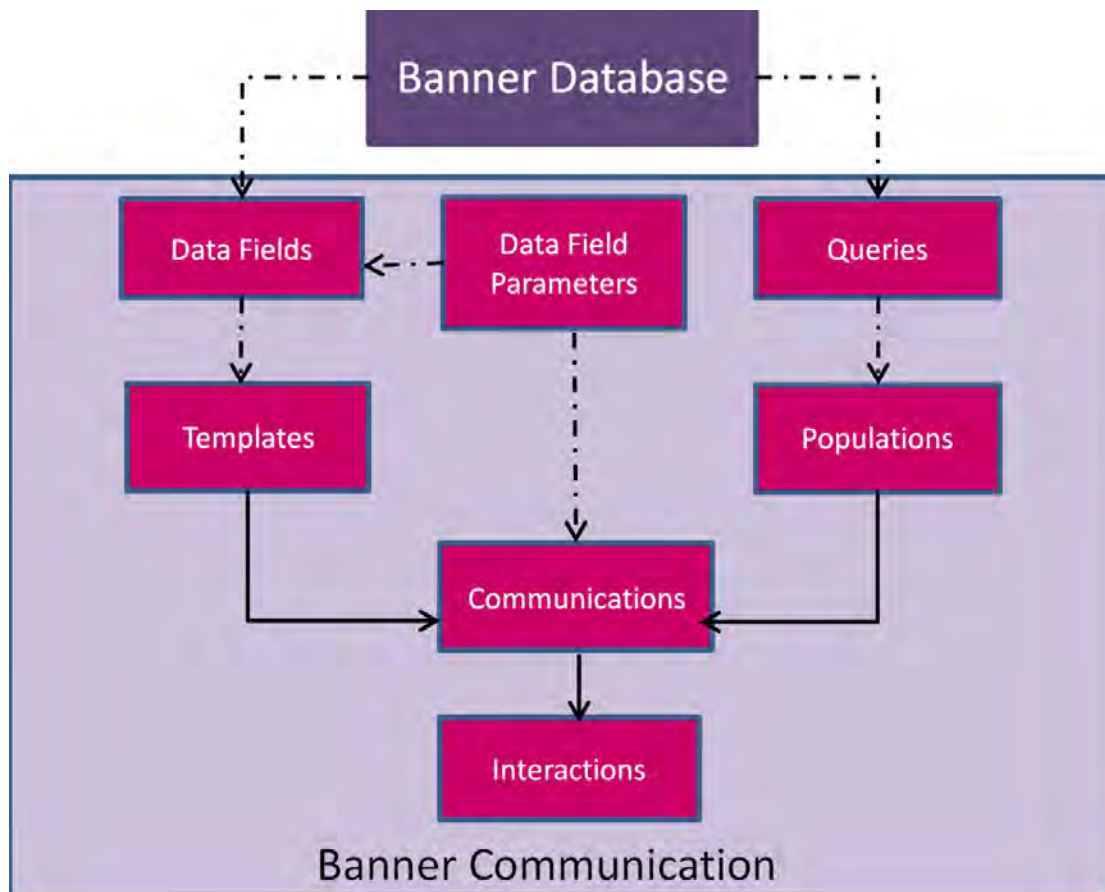 Banner Database
Data Fields
Data Field
Parameters
Queries
Templates
Populations
Communications
Interactions
Banner Communication